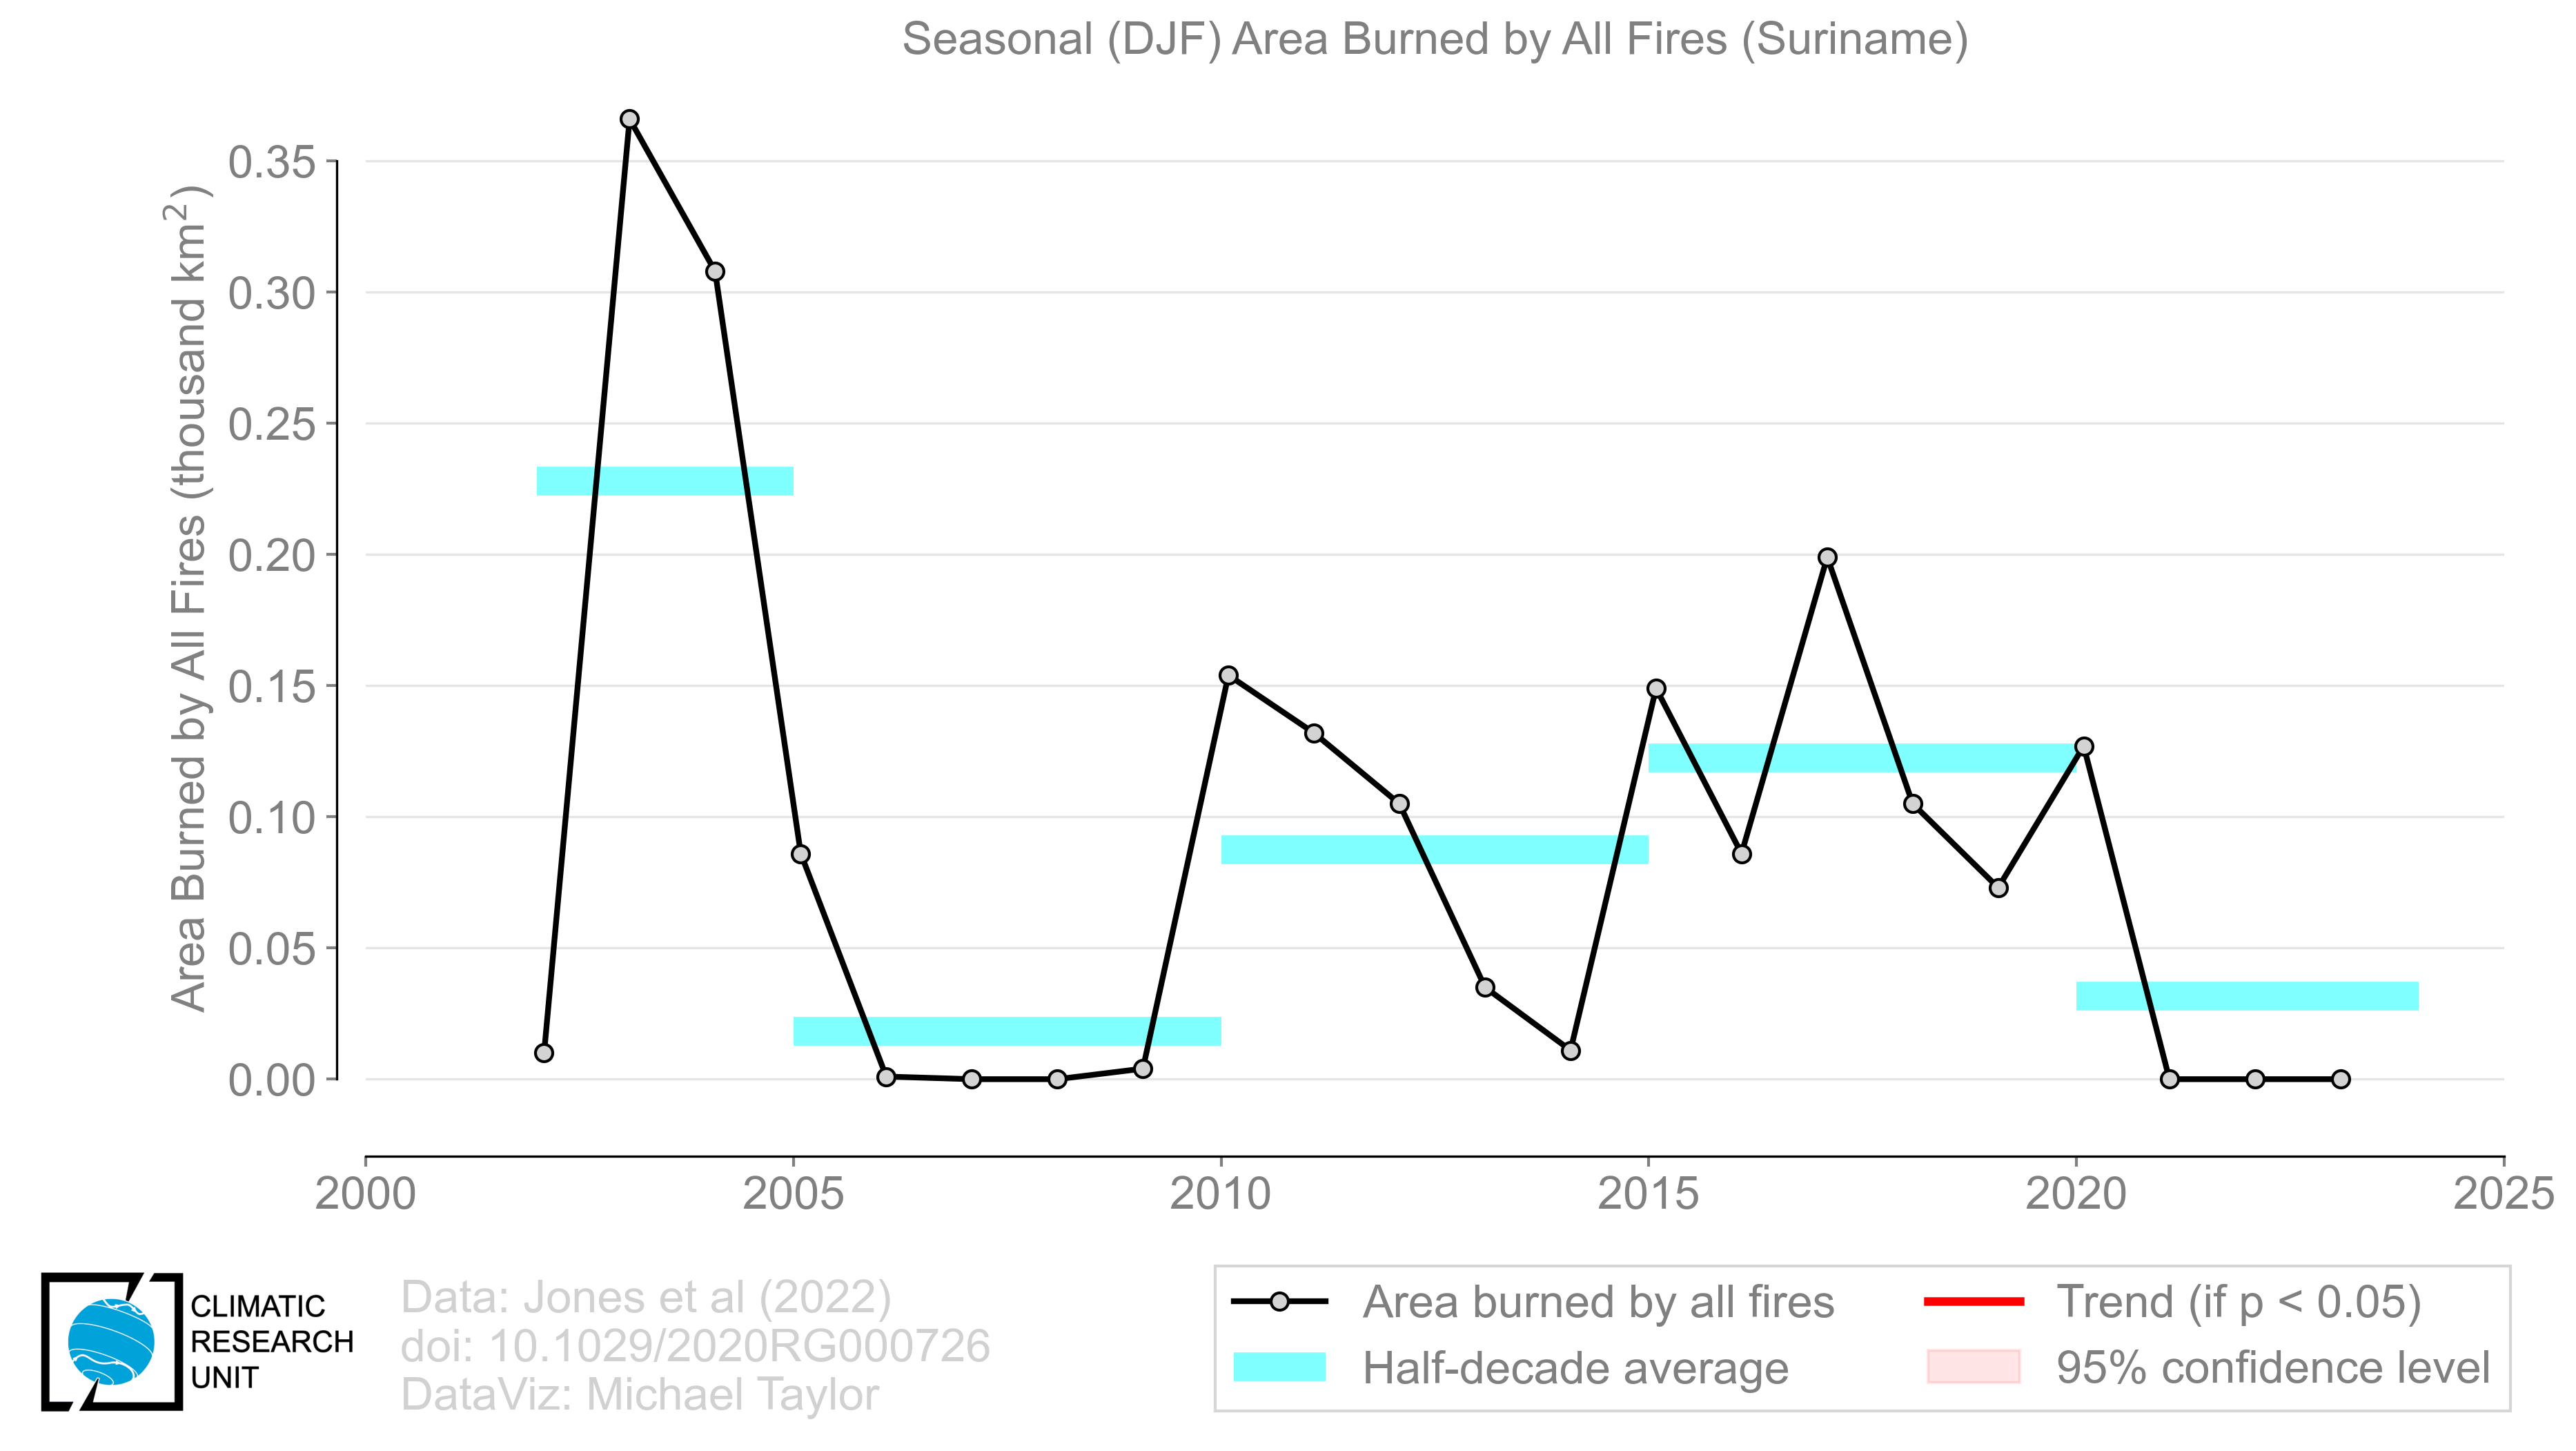 Seasonal (DJF) Area Burned by All Fires (Suriname)
Area Burned by All Fires (thousand km²)
0.35
0.30
0.25
0.20
0.15
0.10
0.05
0.00
2000 2005 2010 2015 2020 2025
CLIMATIC
RESEARCH
UNIT
Data: Jones et al (2022)
doi: 10.1029/2020RG000726
DataViz: Michael Taylor
Area burned by all fires
Half-decade average
Trend (if p < 0.05)
95% confidence level